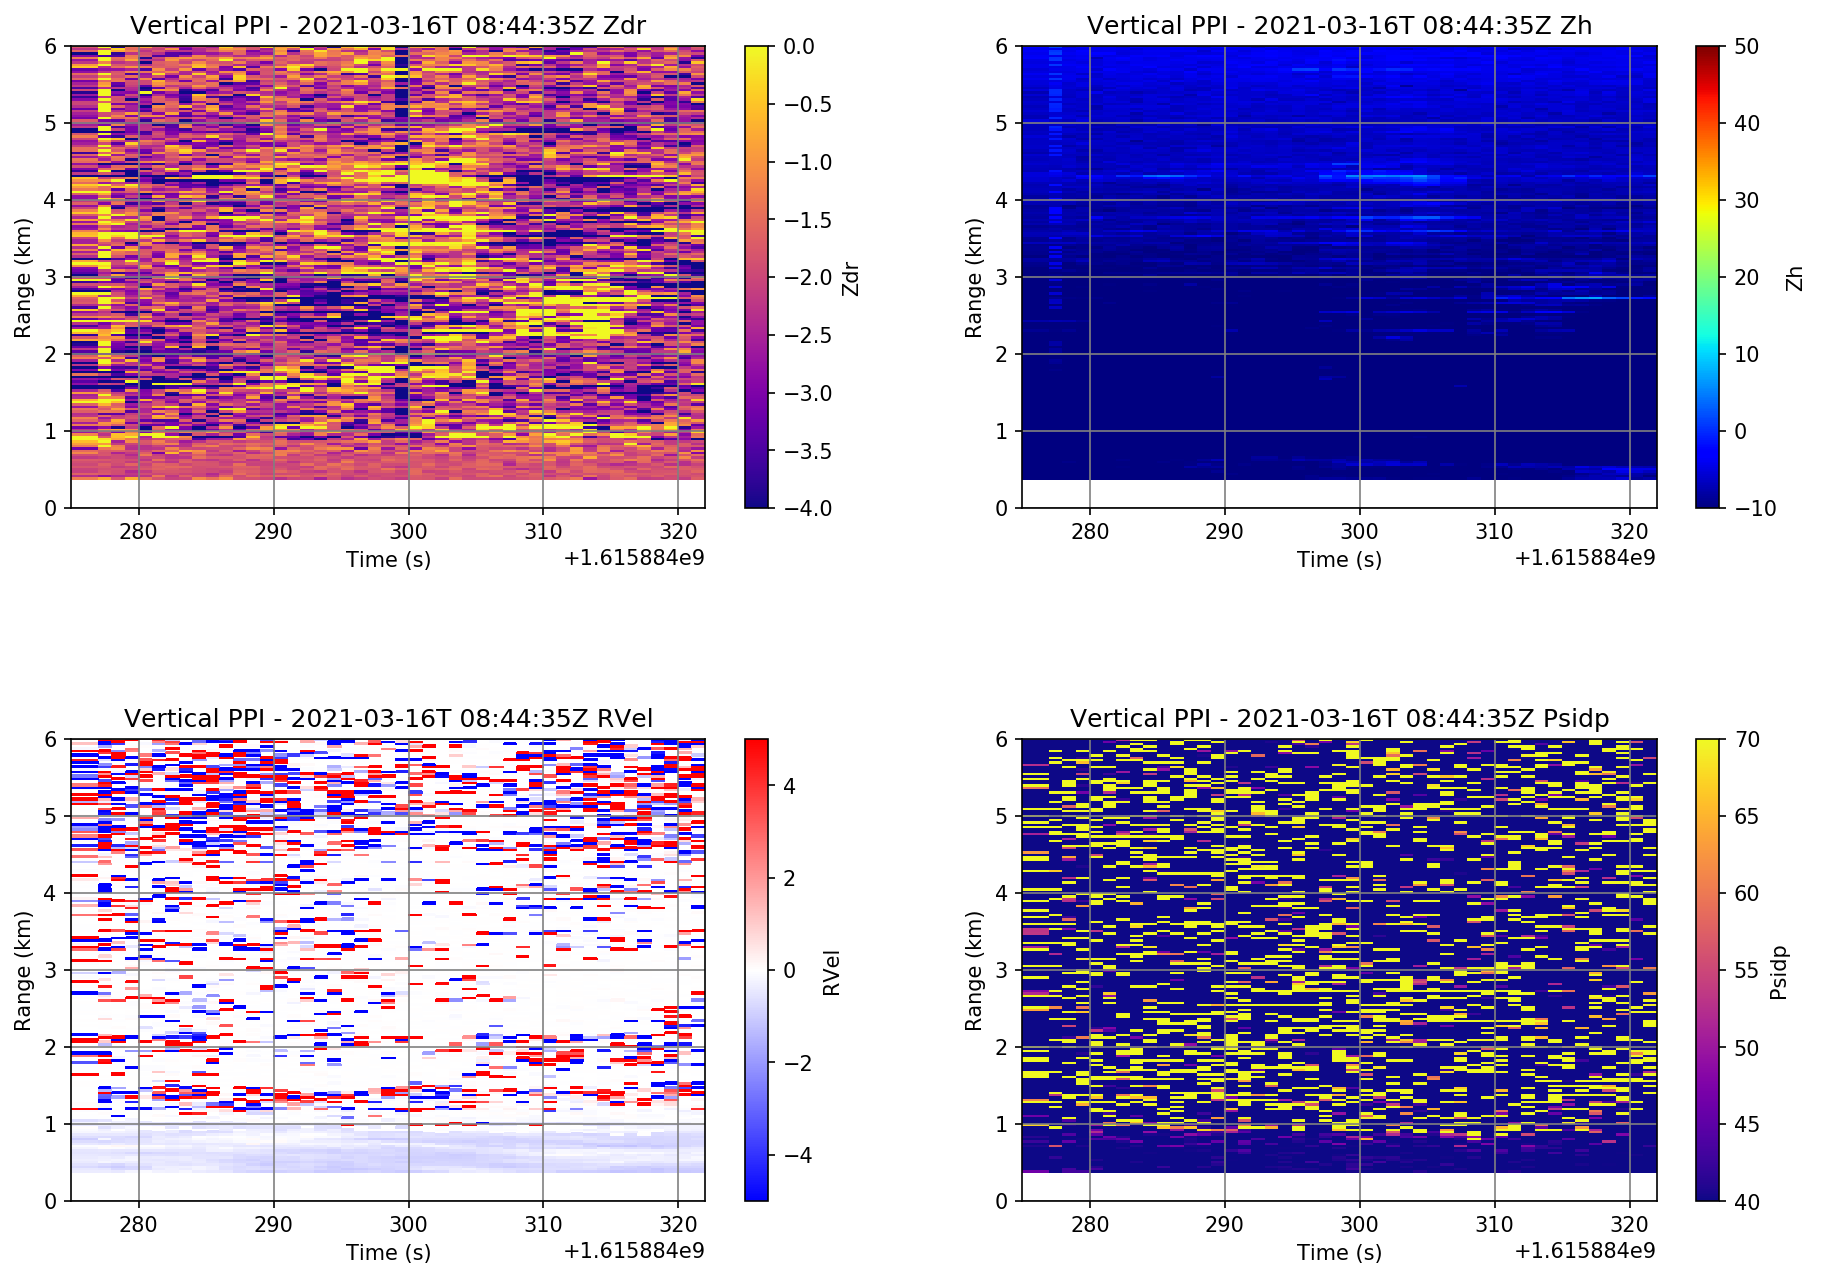 Vertical PPI - 2021-03-16T 08:44:35Z Zdr
6
5
4
3
2
1
0
Range (km)
280 290 300 310 320
Time (s)
+1.615884e9
0.0
−0.5
−1.0
−1.5
−2.0
−2.5
−3.0
−3.5
−4.0
Zdr
Vertical PPI - 2021-03-16T 08:44:35Z Zh
6
5
4
3
2
1
0
Range (km)
280 290 300 310 320
Time (s)
+1.615884e9
50
40
30
20
10
0
−10
Zh
Vertical PPI - 2021-03-16T 08:44:35Z RVel
6
5
4
3
2
1
0
Range (km)
280 290 300 310 320
Time (s)
+1.615884e9
4
2
0
−2
−4
RVel
Vertical PPI - 2021-03-16T 08:44:35Z Psidp
6
5
4
3
2
1
0
Range (km)
280 290 300 310 320
Time (s)
+1.615884e9
70
65
60
55
50
45
40
Psidp